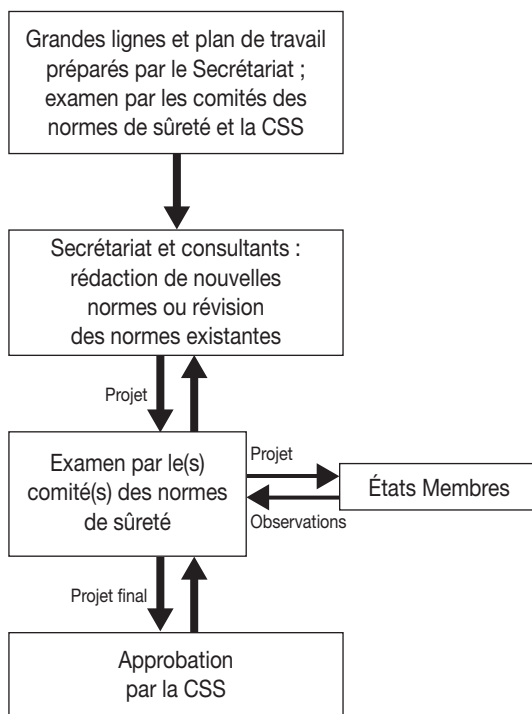 Grandes lignes et plan de travail
préparés par le Secrétariat ;
examen par les comités des
normes de sûreté et la CSS
Secrétariat et consultants :
rédaction de nouvelles
normes ou révision
des normes existantes
Projet
Examen par le(s)
comité(s) des normes
de sûreté
Projet
États Membres
Observations
Projet final
Approbation
par la CSS